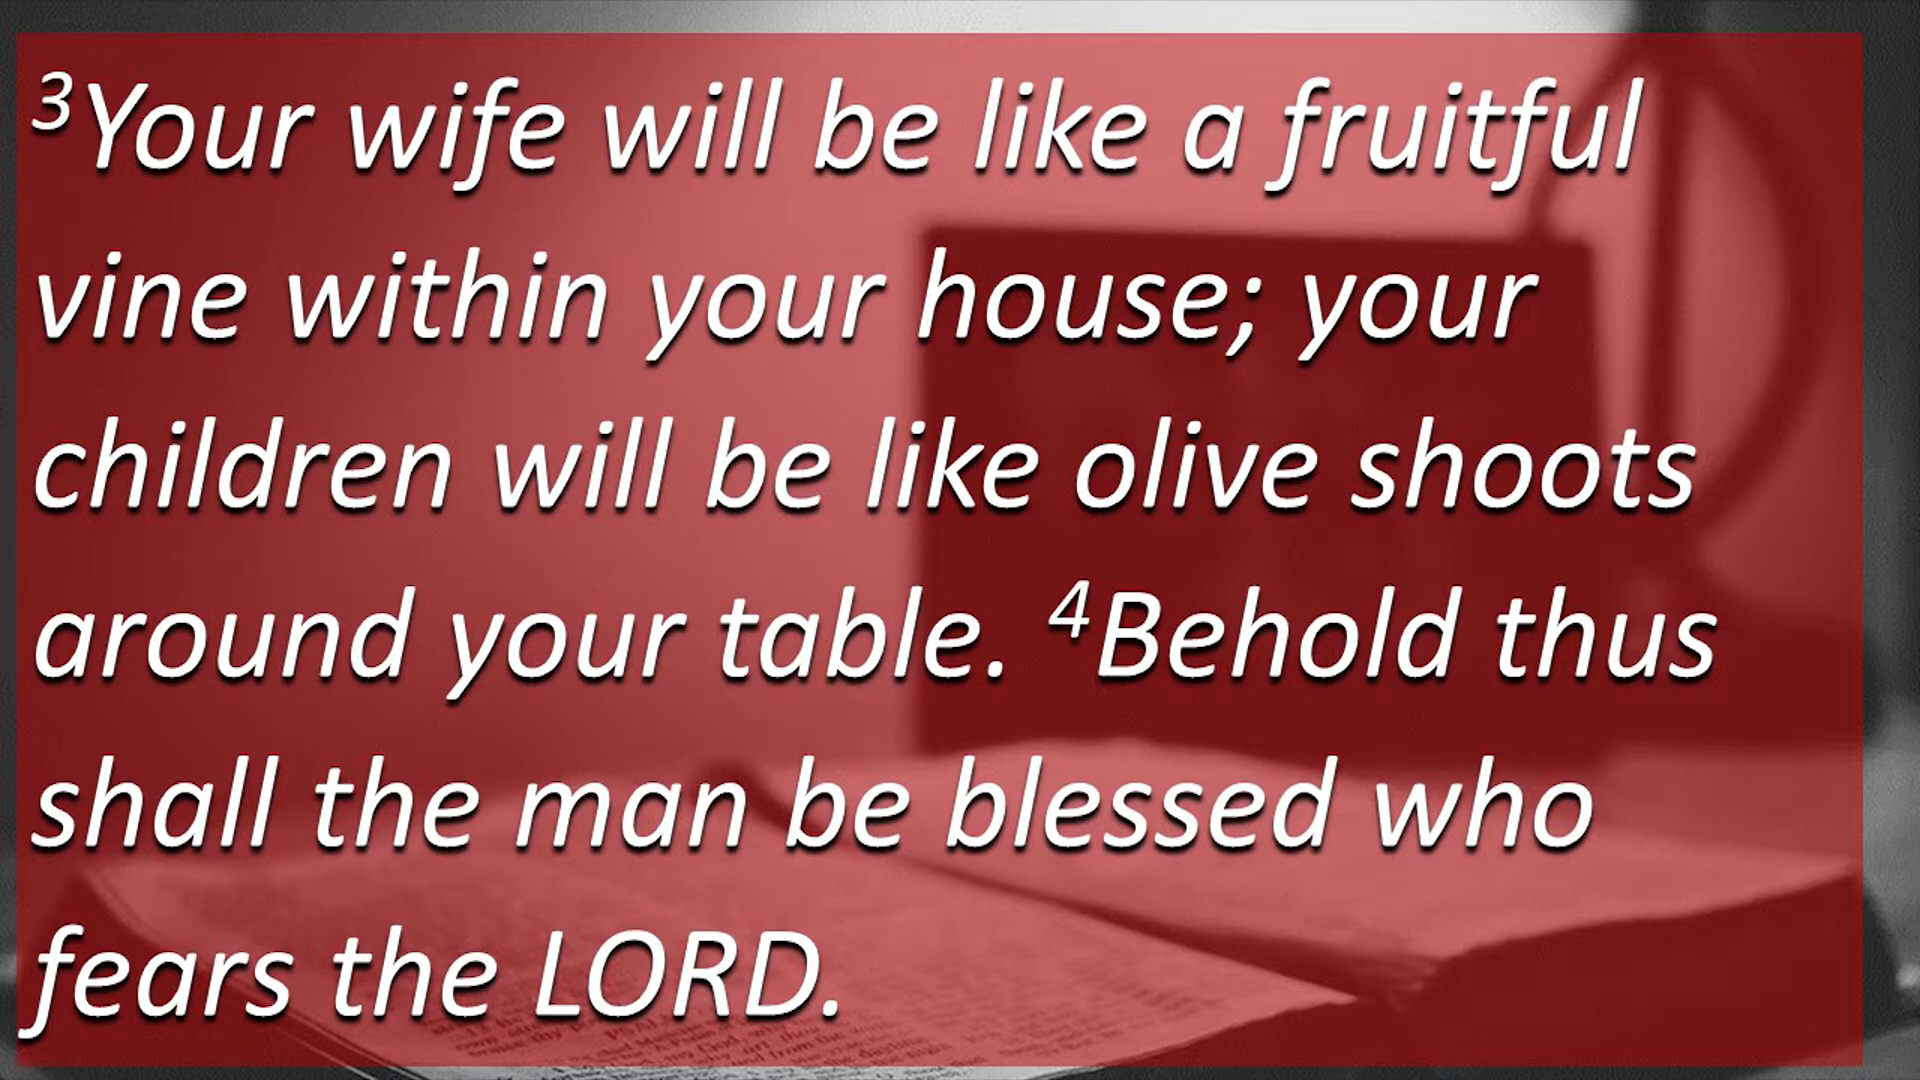 ³Your wife will be like a fruitful
vine within your house; your
children will be like olive shoots
around your table. ⁴Behold thus
shall the man be blessed who
fears the LORD.